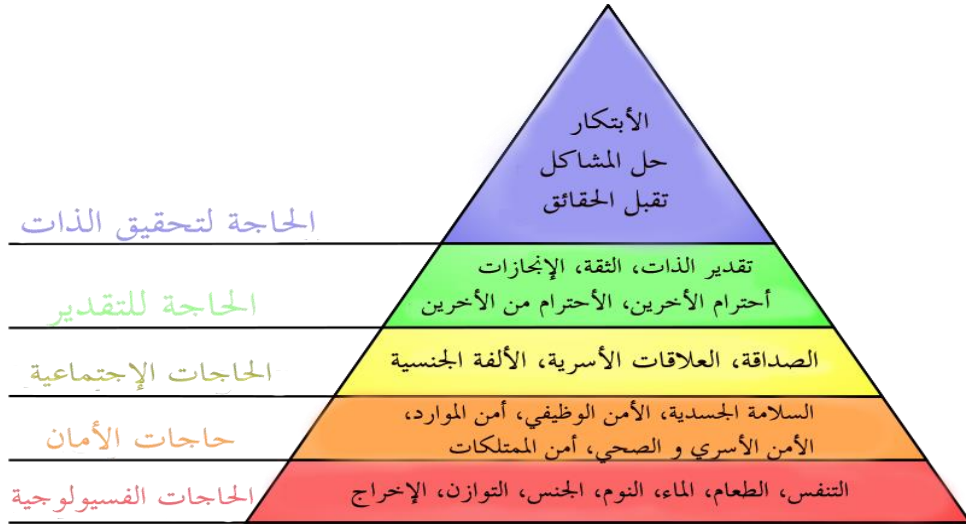 الأبتكار
حل المشاكل
تقبل الحقائق
الحاجة لتحقيق الذات
تقدير الذات، الثقة، الإنجازات
أحترام الأخرين، الأحترام من الأخرين
الحاجة للتقدير
الصداقة، العلاقات الأسرية، الألفة الجنسية
الحاجات الإجتماعية
السلامة الجسدية، الأمن الوظيفي، أمن الموارد،
الأمن الأسري و الصحي، أمن الممتلكات
حاجات الأمان
التنفس، الطعام، الماء، النوم، الجنس، التوازن، الإخراج
الحاجات الفسيولوجية